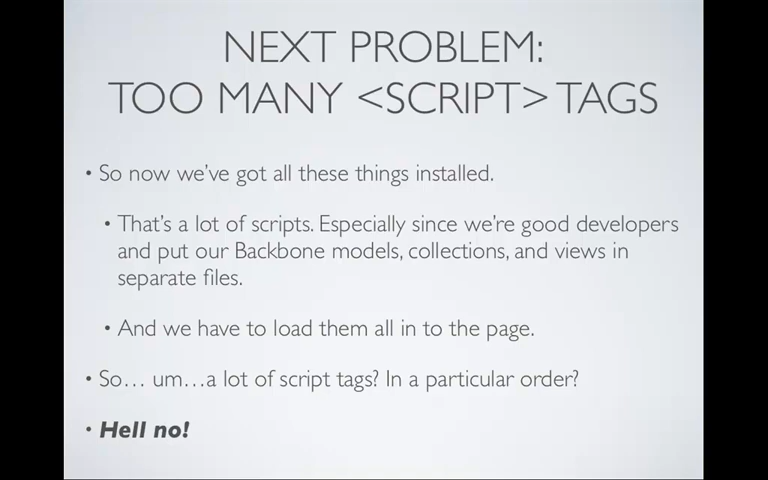 NEXT PROBLEM:
TOO MANY <SCRIPT> TAGS
• So now we've got all these things installed.
• That's a lot of scripts. Especially since we're good developers
and put our Backbone models, collections, and views in
separate files.
• And we have to load them all in to the page.
• So… um…a lot of script tags? In a particular order?
• Hell no!